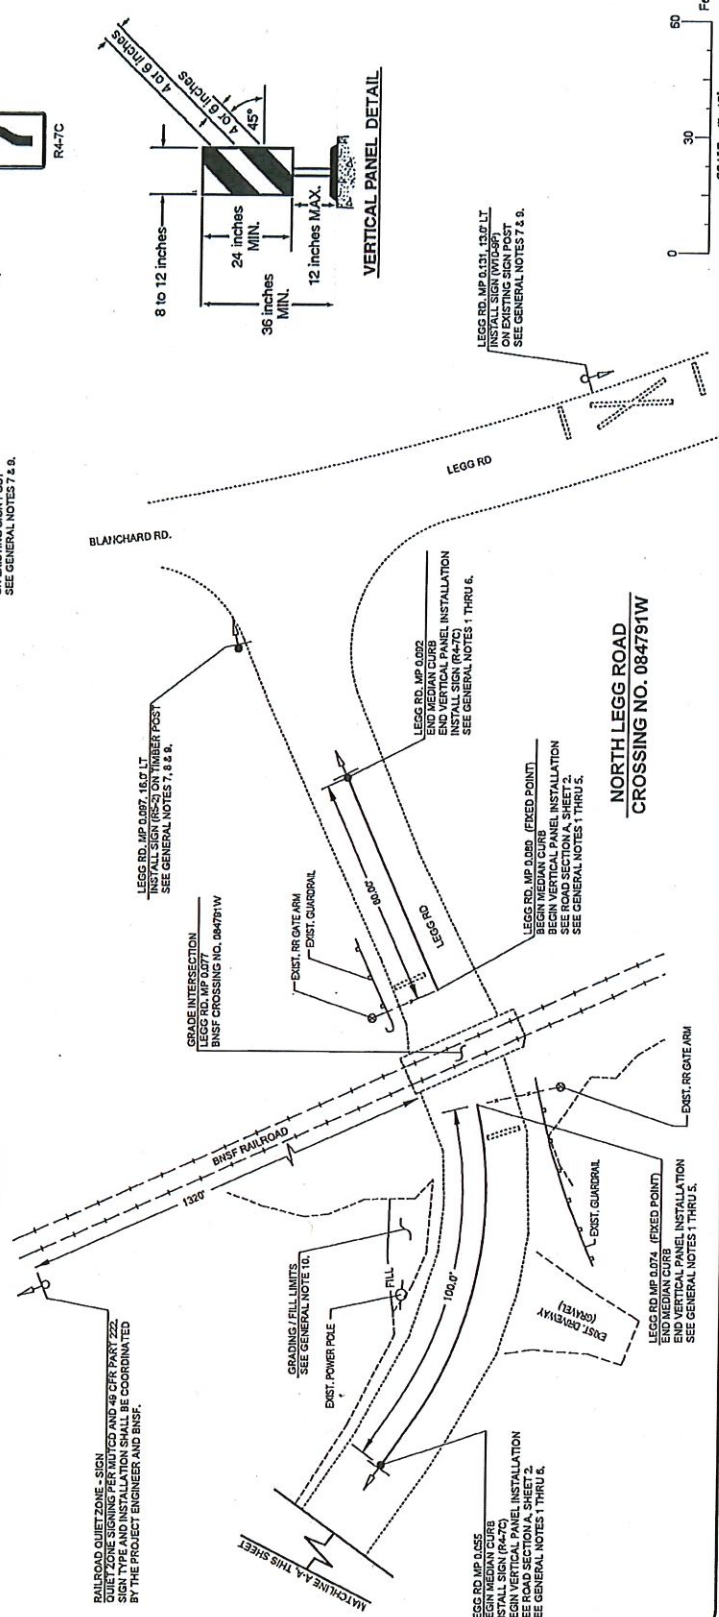 R4-7C
SEE GENERAL NOTES 7 & 9.
8 to 12 inches
4 or 6 inches
4 or 6 inches
45°
24 inches
MIN.
36 inches
MIN.
12 inches MAX.
VERTICAL PANEL DETAIL
0
30
60
LEGG RD. MP 0.131, 13.0' LT
INSTALL SIGN (W10-9P)
ON EXISTING SIGN POST
SEE GENERAL NOTES 7 & 9.
BLANCHARD RD.
LEGG RD
LEGG RD. MP 0.097, 16.0' LT
INSTALL SIGN (R5-2) ON TIMBER POST
SEE GENERAL NOTES 7, 8 & 9.
LEGG RD. MP 0.092
END MEDIAN CURB
END VERTICAL PANEL INSTALLATION
INSTALL SIGN (R4-7C)
SEE GENERAL NOTES 1 THRU 6.
GRADE INTERSECTION
LEGG RD. MP 0.077
BNSF CROSSING NO. 084791W
EXIST. RR GATE ARM
EXIST. GUARDRAIL
60.00'
LEGG RD
LEGG RD. MP 0.080 (FIXED POINT)
BEGIN MEDIAN CURB
BEGIN VERTICAL PANEL INSTALLATION
SEE ROAD SECTION A, SHEET 2.
SEE GENERAL NOTES 1 THRU 5.
NORTH LEGG ROAD
CROSSING NO. 084791W
BNSF RAILROAD
1320'
RAILROAD QUIET ZONE - SIGN
QUIET ZONE SIGNING PER MUTCD AND 49 CFR PART 222.
SIGN TYPE AND INSTALLATION SHALL BE COORDINATED
BY THE PROJECT ENGINEER AND BNSF.
GRADING / FILL LIMITS
SEE GENERAL NOTE 10.
EXIST. POWER POLE
FILL
100.0'
EXIST. DRIVEWAY
(GRAVEL)
EXIST. GUARDRAIL
EXIST. RR GATE ARM
LEGG RD MP 0.074 (FIXED POINT)
END MEDIAN CURB
END VERTICAL PANEL INSTALLATION
SEE GENERAL NOTES 1 THRU 5.
MATCHLINE A-A, THIS SHEET
LEGG RD MP 0.055
BEGIN MEDIAN CURB
INSTALL SIGN (R4-7C)
BEGIN VERTICAL PANEL INSTALLATION
SEE ROAD SECTION A, SHEET 2.
SEE GENERAL NOTES 1 THRU 6.